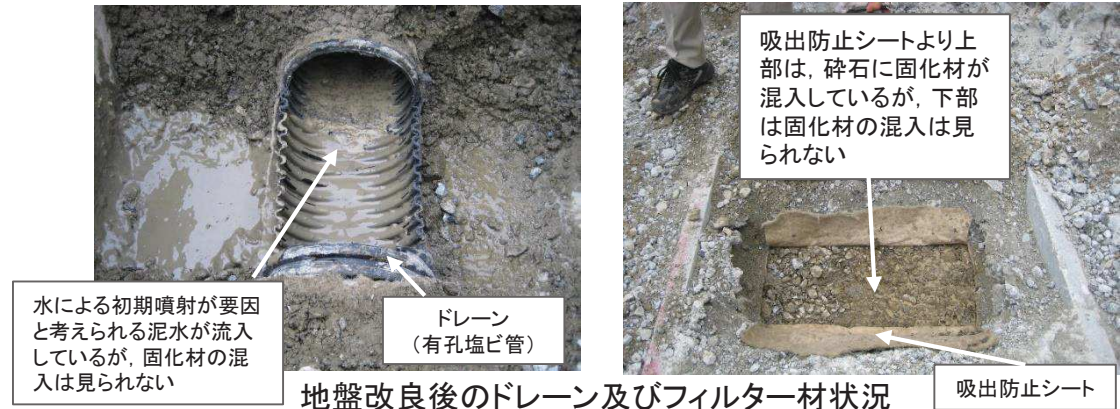 水による初期噴射が要因
と考えられる泥水が流入
しているが，固化材の混
入は見られない
ドレーン
（有孔塩ビ管）
吸出防止シートより上
部は，砕石に固化材が
混入しているが，下部
は固化材の混入は見
られない
吸出防止シート
地盤改良後のドレーン及びフィルター材状況